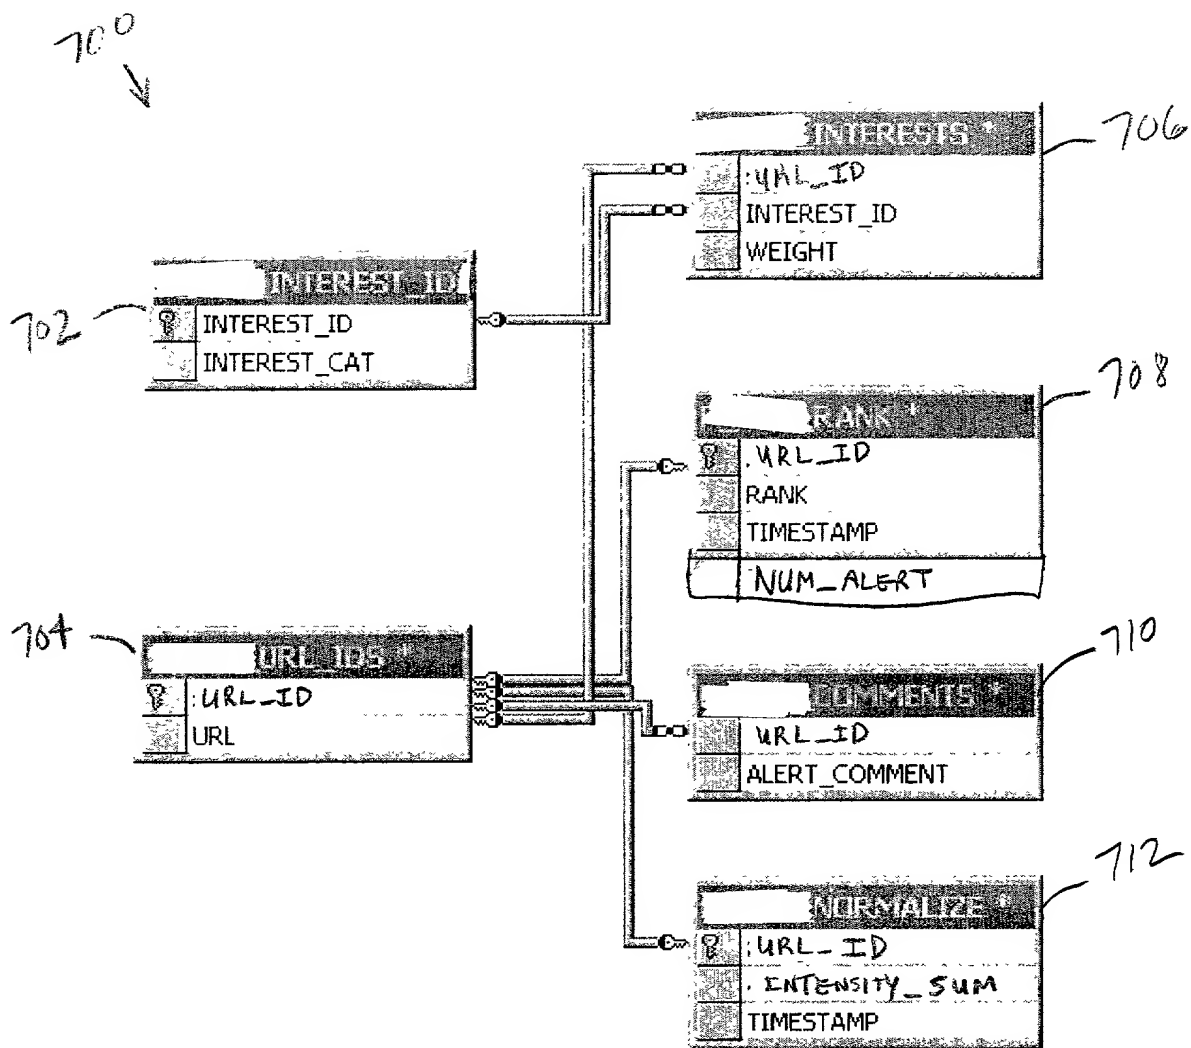 700
INTERESTS *
706
:URL_ID
INTEREST_ID
WEIGHT
INTEREST_ID
702
INTEREST_ID
INTEREST_CAT
708
RANK *
.URL_ID
RANK
TIMESTAMP
NUM_ALERT
704
URL_IDS *
:URL_ID
URL
710
COMMENTS *
URL_ID
ALERT_COMMENT
712
NORMALIZE *
:URL_ID
. INTENSITY_SUM
TIMESTAMP